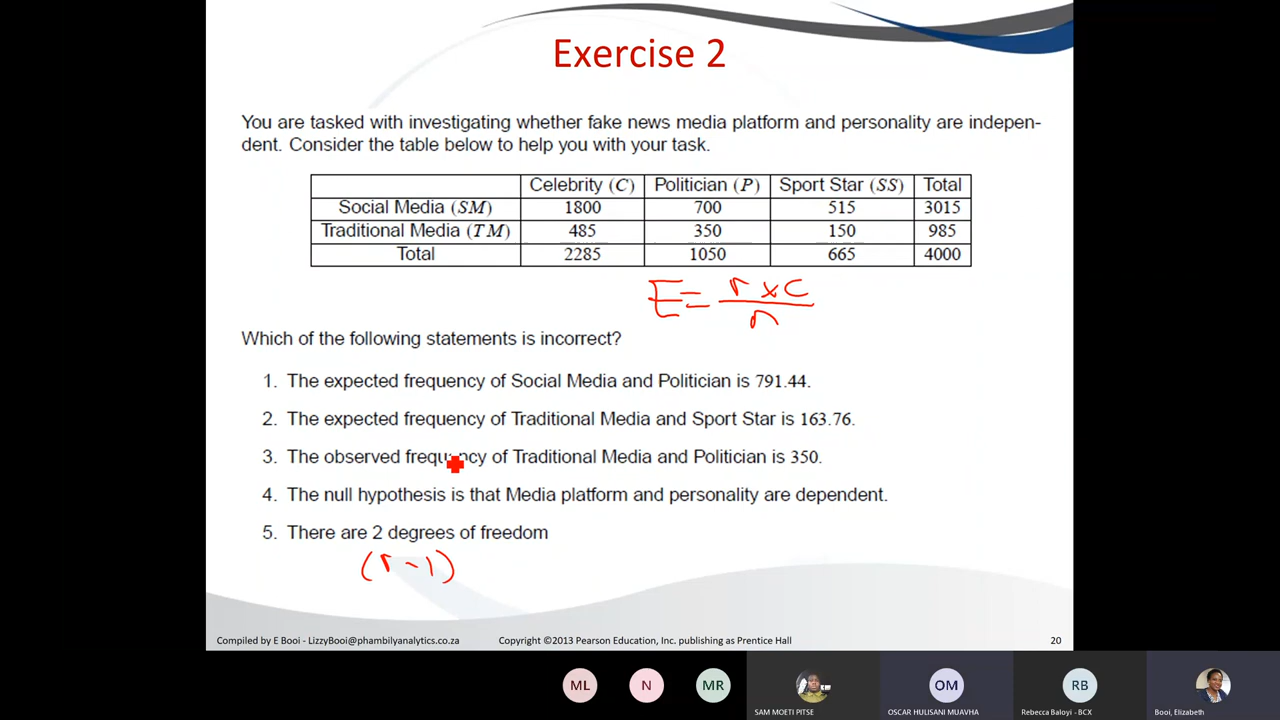 Exercise 2
You are tasked with investigating whether fake news media platform and personality are indepen-
dent. Consider the table below to help you with your task.
Celebrity (C) Politician (P) Sport Star (SS) Total
Social Media (SM) 1800 700 515 3015
Traditional Media (TM) 485 350 150 985
Total 2285 1050 665 4000
E = r x c
n
Which of the following statements is incorrect?
1. The expected frequency of Social Media and Politician is 791.44.
2. The expected frequency of Traditional Media and Sport Star is 163.76.
3. The observed frequency of Traditional Media and Politician is 350.
4. The null hypothesis is that Media platform and personality are dependent.
5. There are 2 degrees of freedom
(r - 1)
Compiled by E Booi - LizzyBooi@phambilyanalytics.co.za Copyright ©2013 Pearson Education, Inc. publishing as Prentice Hall 20
ML N MR OM RB
SAM MOETI PITSE OSCAR HULISANI MUAVHA Rebecca Baloyi - BCX Booi, Elizabeth